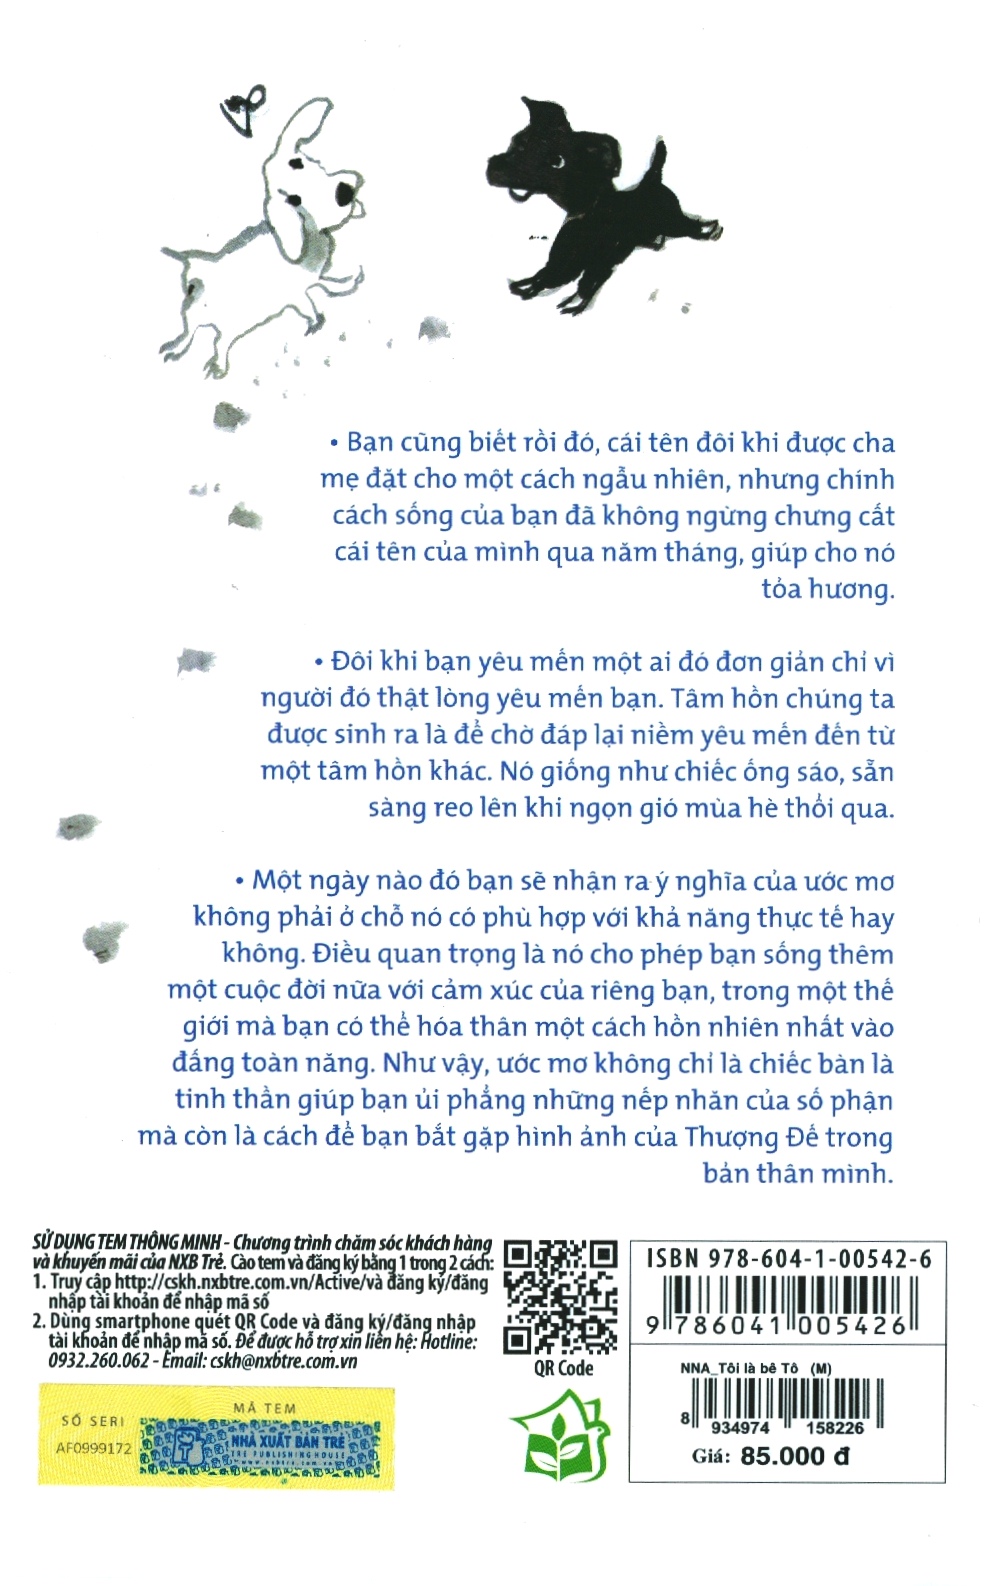 • Bạn cũng biết rồi đó, cái tên đôi khi được cha
mẹ đặt cho một cách ngẫu nhiên, nhưng chính
cách sống của bạn đã không ngừng chưng cất
cái tên của mình qua năm tháng, giúp cho nó
tỏa hương.
• Đôi khi bạn yêu mến một ai đó đơn giản chỉ vì
người đó thật lòng yêu mến bạn. Tâm hồn chúng ta
được sinh ra là để chờ đáp lại niềm yêu mến đến từ
một tâm hồn khác. Nó giống như chiếc ống sáo, sẵn
sàng reo lên khi ngọn gió mùa hè thổi qua.
• Một ngày nào đó bạn sẽ nhận ra ý nghĩa của ước mơ
không phải ở chỗ nó có phù hợp với khả năng thực tế hay
không. Điều quan trọng là nó cho phép bạn sống thêm
một cuộc đời nữa với cảm xúc của riêng bạn, trong một thế
giới mà bạn có thể hóa thân một cách hồn nhiên nhất vào
đấng toàn năng. Như vậy, ước mơ không chỉ là chiếc bàn là
tinh thần giúp bạn ủi phẳng những nếp nhăn của số phận
mà còn là cách để bạn bắt gặp hình ảnh của Thượng Đế trong
bản thân mình.
SỬ DỤNG TEM THÔNG MINH - Chương trình chăm sóc khách hàng
và khuyến mãi của NXB Trẻ. Cào tem và đăng ký bằng 1 trong 2 cách:
1. Truy cập http://cskh.nxbtre.com.vn/Active/và đăng ký/đăng
nhập tài khoản để nhập mã số
2. Dùng smartphone quét QR Code và đăng ký/đăng nhập
tài khoản để nhập mã số. Để được hỗ trợ xin liên hệ: Hotline:
0932.260.062 - Email: cskh@nxbtre.com.vn
QR Code
SỐ SERI
AF0999172
MÃ TEM
NHÀ XUẤT BẢN TRẺ
TRE PUBLISHING HOUSE
www.nxbtre.com.vn
ISBN 978-604-1-00542-6
9 786041 005426
NNA_Tôi là bê Tô (M)
8 934974 158226
Giá: 85.000 đ